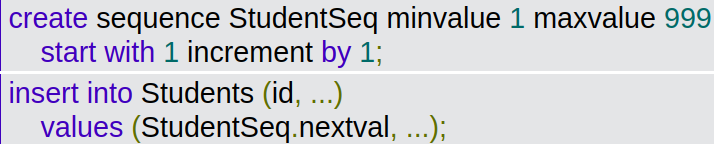 create sequence StudentSeq minvalue 1 maxvalue 999
start with 1 increment by 1;
insert into Students (id, ...)
values (StudentSeq.nextval, ...);